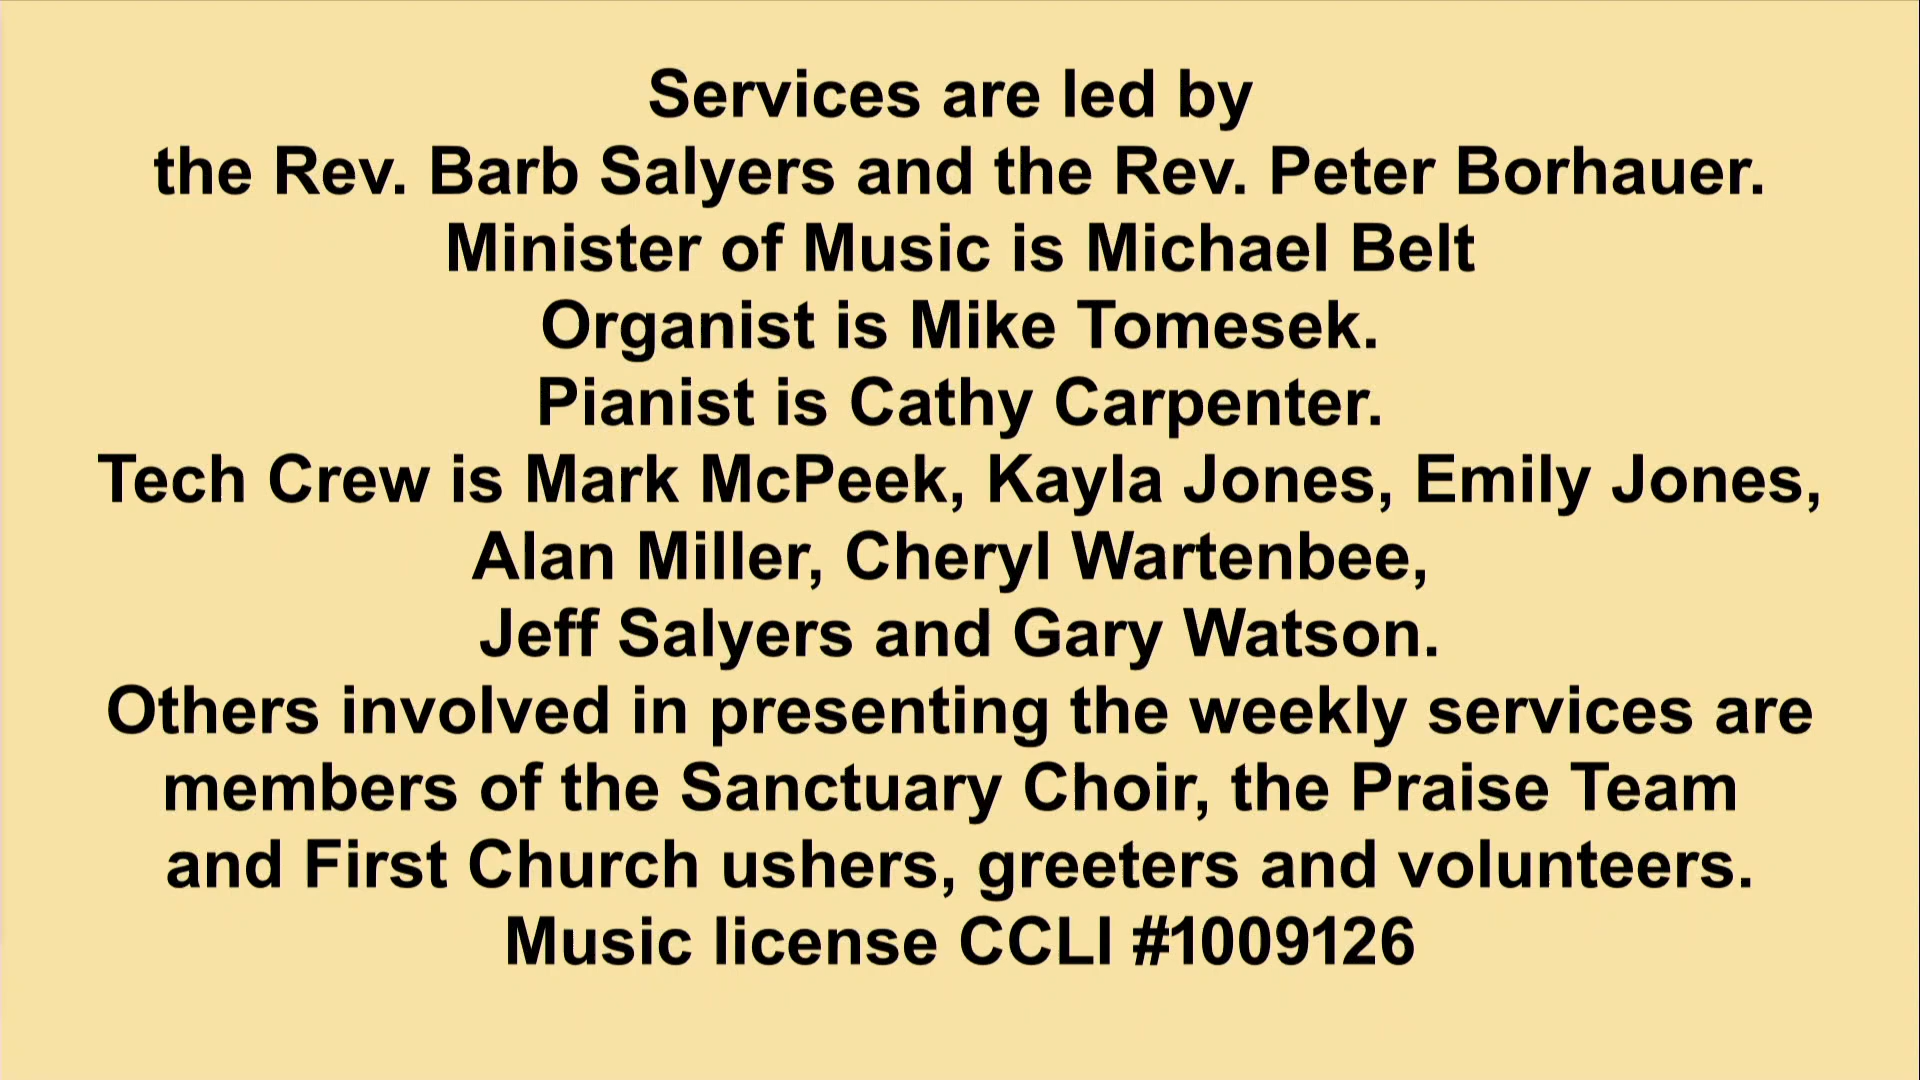 Services are led by
the Rev. Barb Salyers and the Rev. Peter Borhauer.
Minister of Music is Michael Belt
Organist is Mike Tomesek.
Pianist is Cathy Carpenter.
Tech Crew is Mark McPeek, Kayla Jones, Emily Jones,
Alan Miller, Cheryl Wartenbee,
Jeff Salyers and Gary Watson.
Others involved in presenting the weekly services are
members of the Sanctuary Choir, the Praise Team
and First Church ushers, greeters and volunteers.
Music license CCLI #1009126